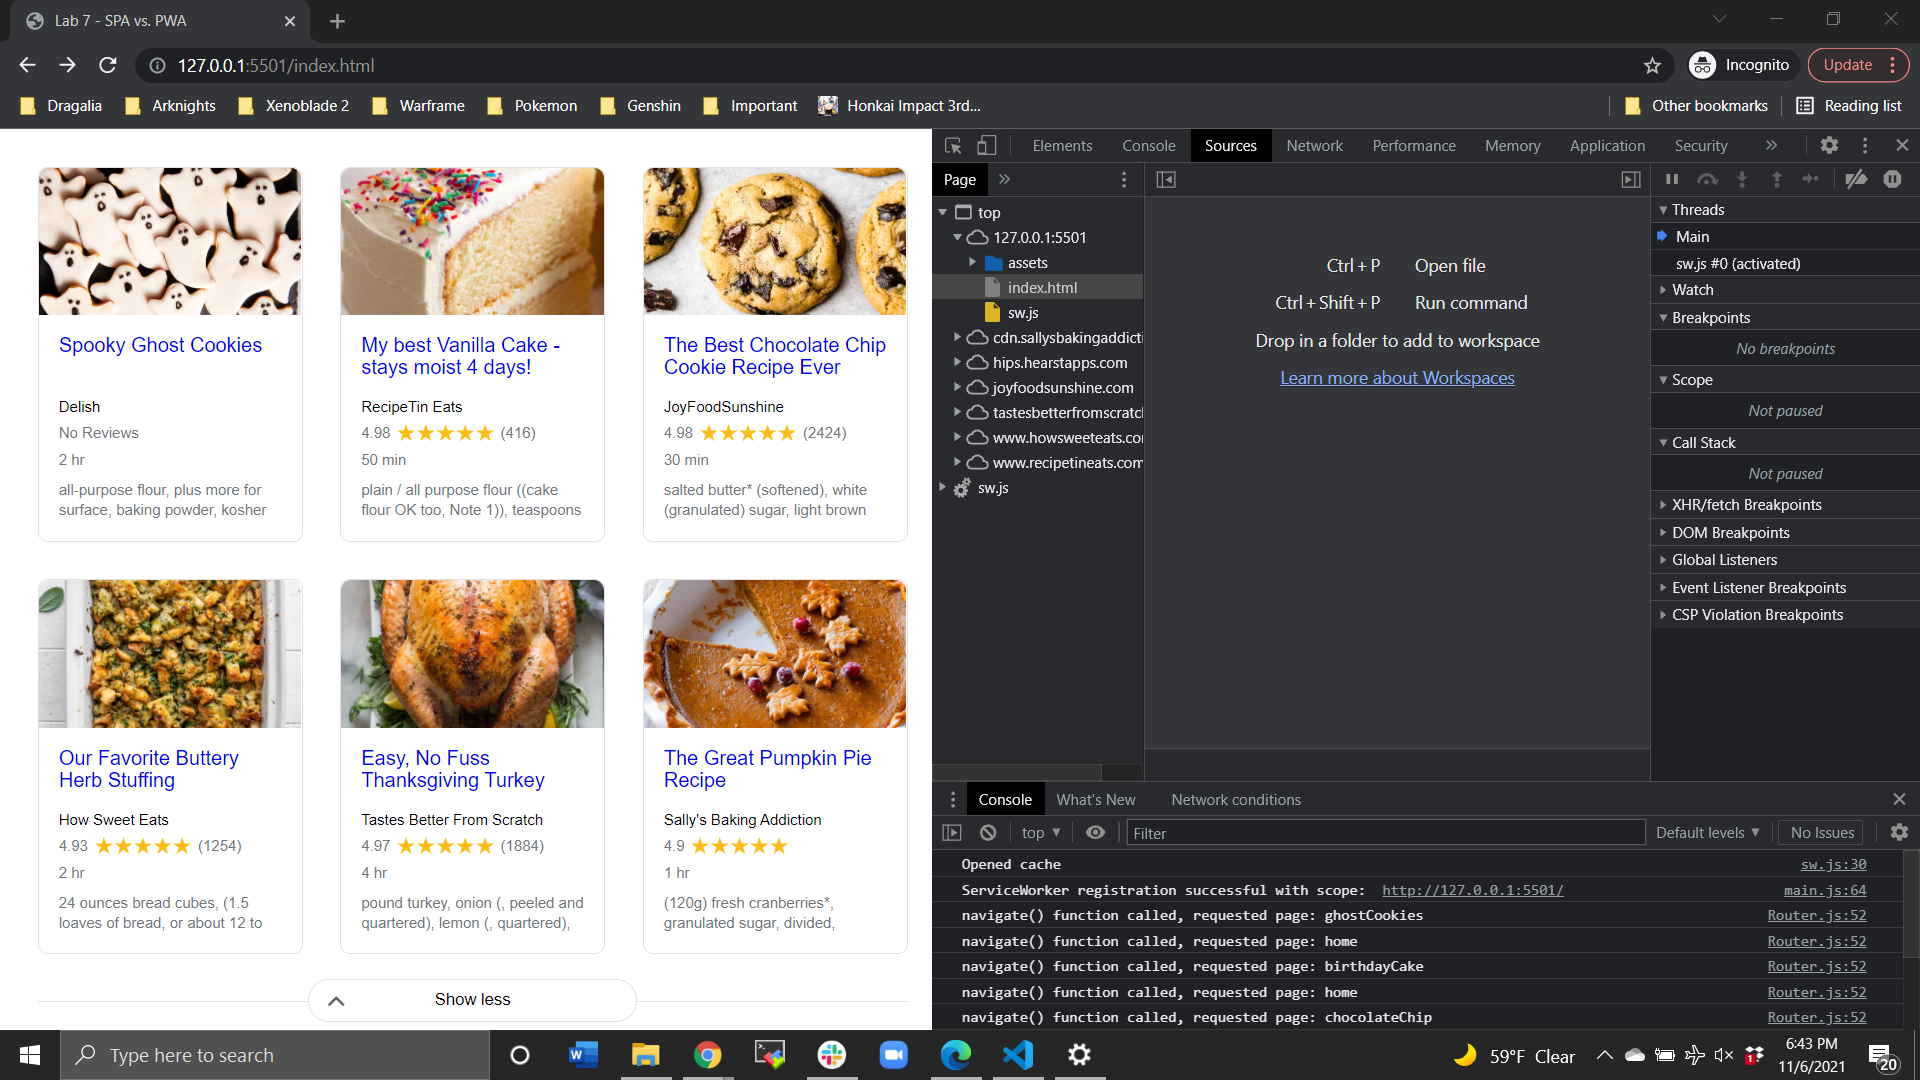 Lab 7 - SPA vs. PWA
127.0.0.1:5501/index.html
Incognito
Update
Dragalia
Arknights
Xenoblade 2
Warframe
Pokemon
Genshin
Important
Honkai Impact 3rd...
Other bookmarks
Reading list
Spooky Ghost Cookies
Delish
No Reviews
2 hr
all-purpose flour, plus more for
surface, baking powder, kosher
My best Vanilla Cake -
stays moist 4 days!
RecipeTin Eats
4.98 ★★★★★ (416)
50 min
plain / all purpose flour ((cake
flour OK too, Note 1)), teaspoons
The Best Chocolate Chip
Cookie Recipe Ever
JoyFoodSunshine
4.98 ★★★★★ (2424)
30 min
salted butter* (softened), white
(granulated) sugar, light brown
Our Favorite Buttery
Herb Stuffing
How Sweet Eats
4.93 ★★★★★ (1254)
2 hr
24 ounces bread cubes, (1.5
loaves of bread, or about 12 to
Easy, No Fuss
Thanksgiving Turkey
Tastes Better From Scratch
4.97 ★★★★★ (1884)
4 hr
pound turkey, onion (, peeled and
quartered), lemon (, quartered),
The Great Pumpkin Pie
Recipe
Sally's Baking Addiction
4.9 ★★★★★
1 hr
(120g) fresh cranberries*,
granulated sugar, divided,
Show less
Elements
Console
Sources
Network
Performance
Memory
Application
Security
Page
top
127.0.0.1:5501
assets
index.html
sw.js
cdn.sallysbakingaddicti
hips.hearstapps.com
joyfoodsunshine.com
tastesbetterfromscratch
www.howsweeteats.co
www.recipetineats.com
sw.js
Ctrl + P Open file
Ctrl + Shift + P Run command
Drop in a folder to add to workspace
Learn more about Workspaces
Threads
Main
sw.js #0 (activated)
Watch
Breakpoints
No breakpoints
Scope
Not paused
Call Stack
Not paused
XHR/fetch Breakpoints
DOM Breakpoints
Global Listeners
Event Listener Breakpoints
CSP Violation Breakpoints
Console
What's New
Network conditions
top
Filter
Default levels
No Issues
Opened cache sw.js:30
ServiceWorker registration successful with scope: http://127.0.0.1:5501/ main.js:64
navigate() function called, requested page: ghostCookies Router.js:52
navigate() function called, requested page: home Router.js:52
navigate() function called, requested page: birthdayCake Router.js:52
navigate() function called, requested page: home Router.js:52
navigate() function called, requested page: chocolateChip Router.js:52
Type here to search
59°F Clear
1
6:43 PM
11/6/2021
20